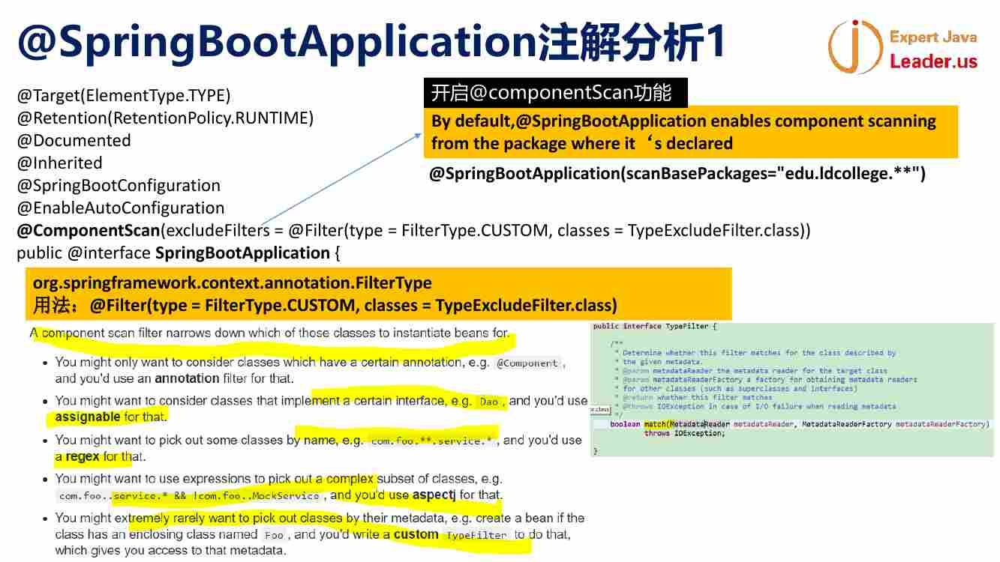 @SpringBootApplication注解分析1
Expert Java
Leader.us
@Target(ElementType.TYPE)
@Retention(RetentionPolicy.RUNTIME)
@Documented
@Inherited
@SpringBootConfiguration
@EnableAutoConfiguration
@ComponentScan(excludeFilters = @Filter(type = FilterType.CUSTOM, classes = TypeExcludeFilter.class))
public @interface SpringBootApplication {
开启@componentScan功能
By default,@SpringBootApplication enables component scanning
from the package where it‘s declared
@SpringBootApplication(scanBasePackages="edu.ldcollege.**")
org.springframework.context.annotation.FilterType
用法：@Filter(type = FilterType.CUSTOM, classes = TypeExcludeFilter.class)
A component scan filter narrows down which of those classes to instantiate beans for.
• You might only want to consider classes which have a certain annotation, e.g. @Component,
and you'd use an annotation filter for that.
• You might want to consider classes that implement a certain interface, e.g. Dao, and you'd use
assignable for that.
• You might want to pick out some classes by name, e.g. com.foo.**.service.*, and you'd use
a regex for that.
• You might want to use expressions to pick out a complex subset of classes, e.g.
com.foo..service.* && !com.foo..MockService, and you'd use aspectj for that.
• You might extremely rarely want to pick out classes by their metadata, e.g. create a bean if the
class has an enclosing class named Foo, and you'd write a custom TypeFilter to do that,
which gives you access to that metadata.
public interface TypeFilter {
/**
* Determine whether this filter matches for the class described by
* the given metadata.
* @param metadataReader the metadata reader for the target class
* @param metadataReaderFactory a factory for obtaining metadata readers
* for other classes (such as superclasses and interfaces)
* @return whether this filter matches
* @throws IOException in case of I/O failure when reading metadata
*/
boolean match(MetadataReader metadataReader, MetadataReaderFactory metadataReaderFactory)
throws IOException;
}